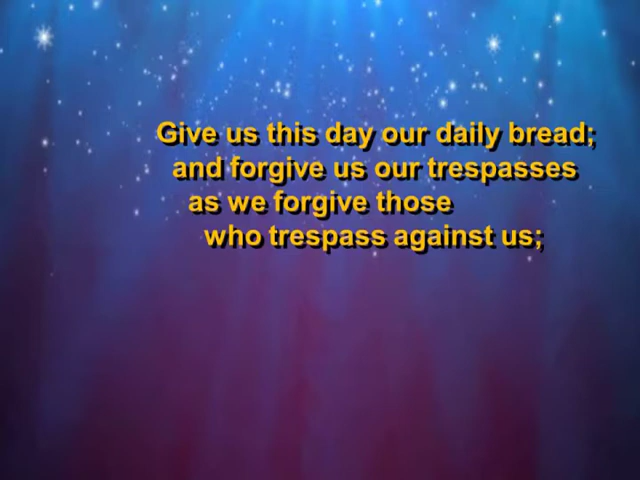 Give us this day our daily bread;
and forgive us our trespasses
as we forgive those
who trespass against us;